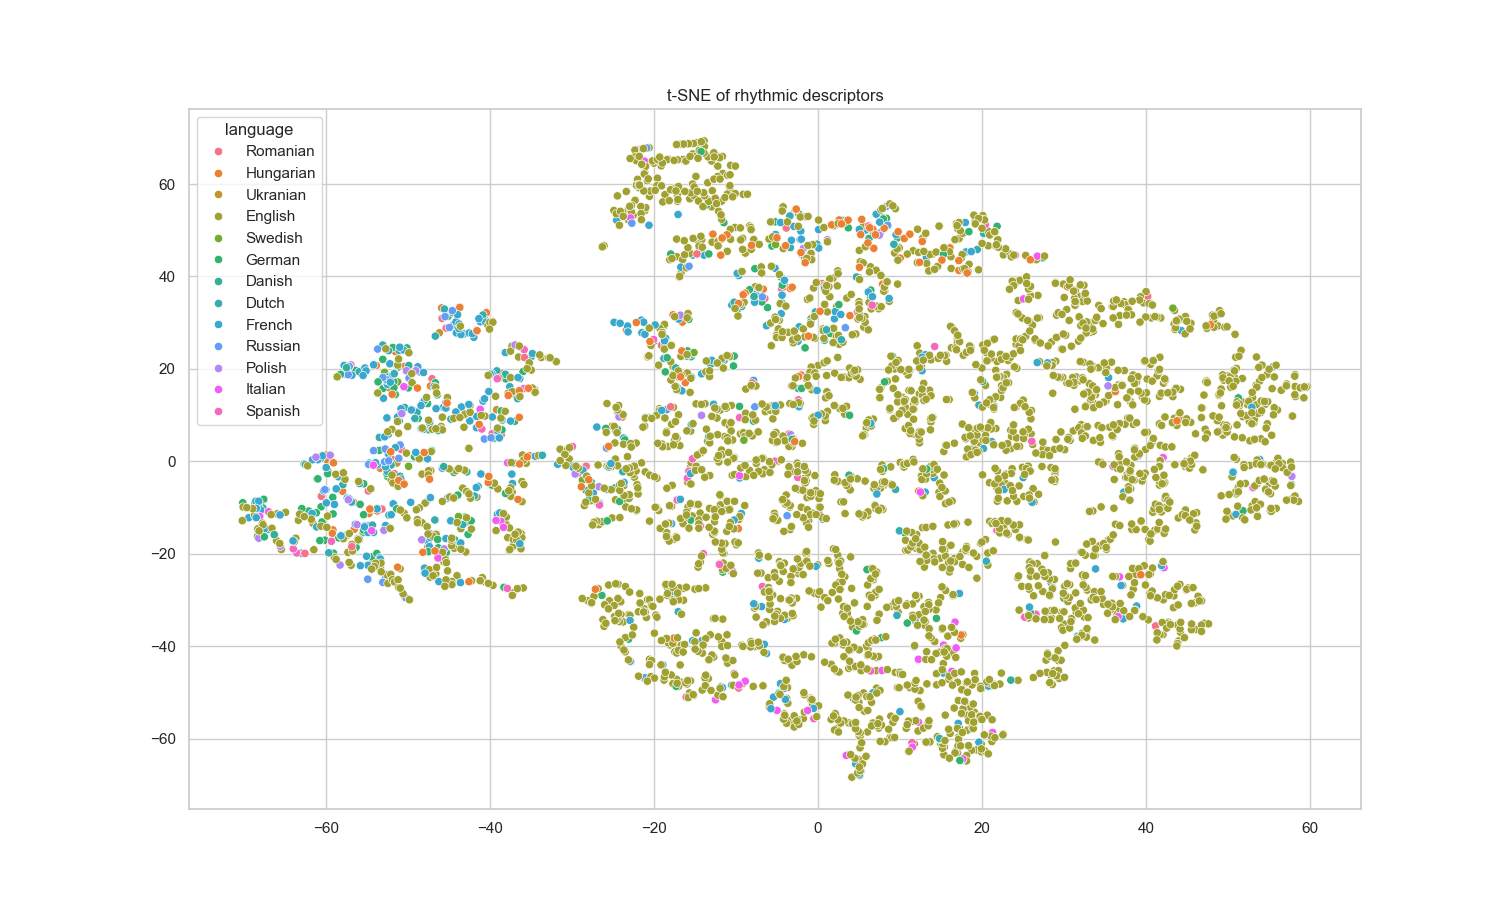 t-SNE of rhythmic descriptors
language
Romanian
Hungarian
Ukranian
English
Swedish
German
Danish
Dutch
French
Russian
Polish
Italian
Spanish
60
40
20
0
−20
−40
−60
−60 −40 −20 0 20 40 60